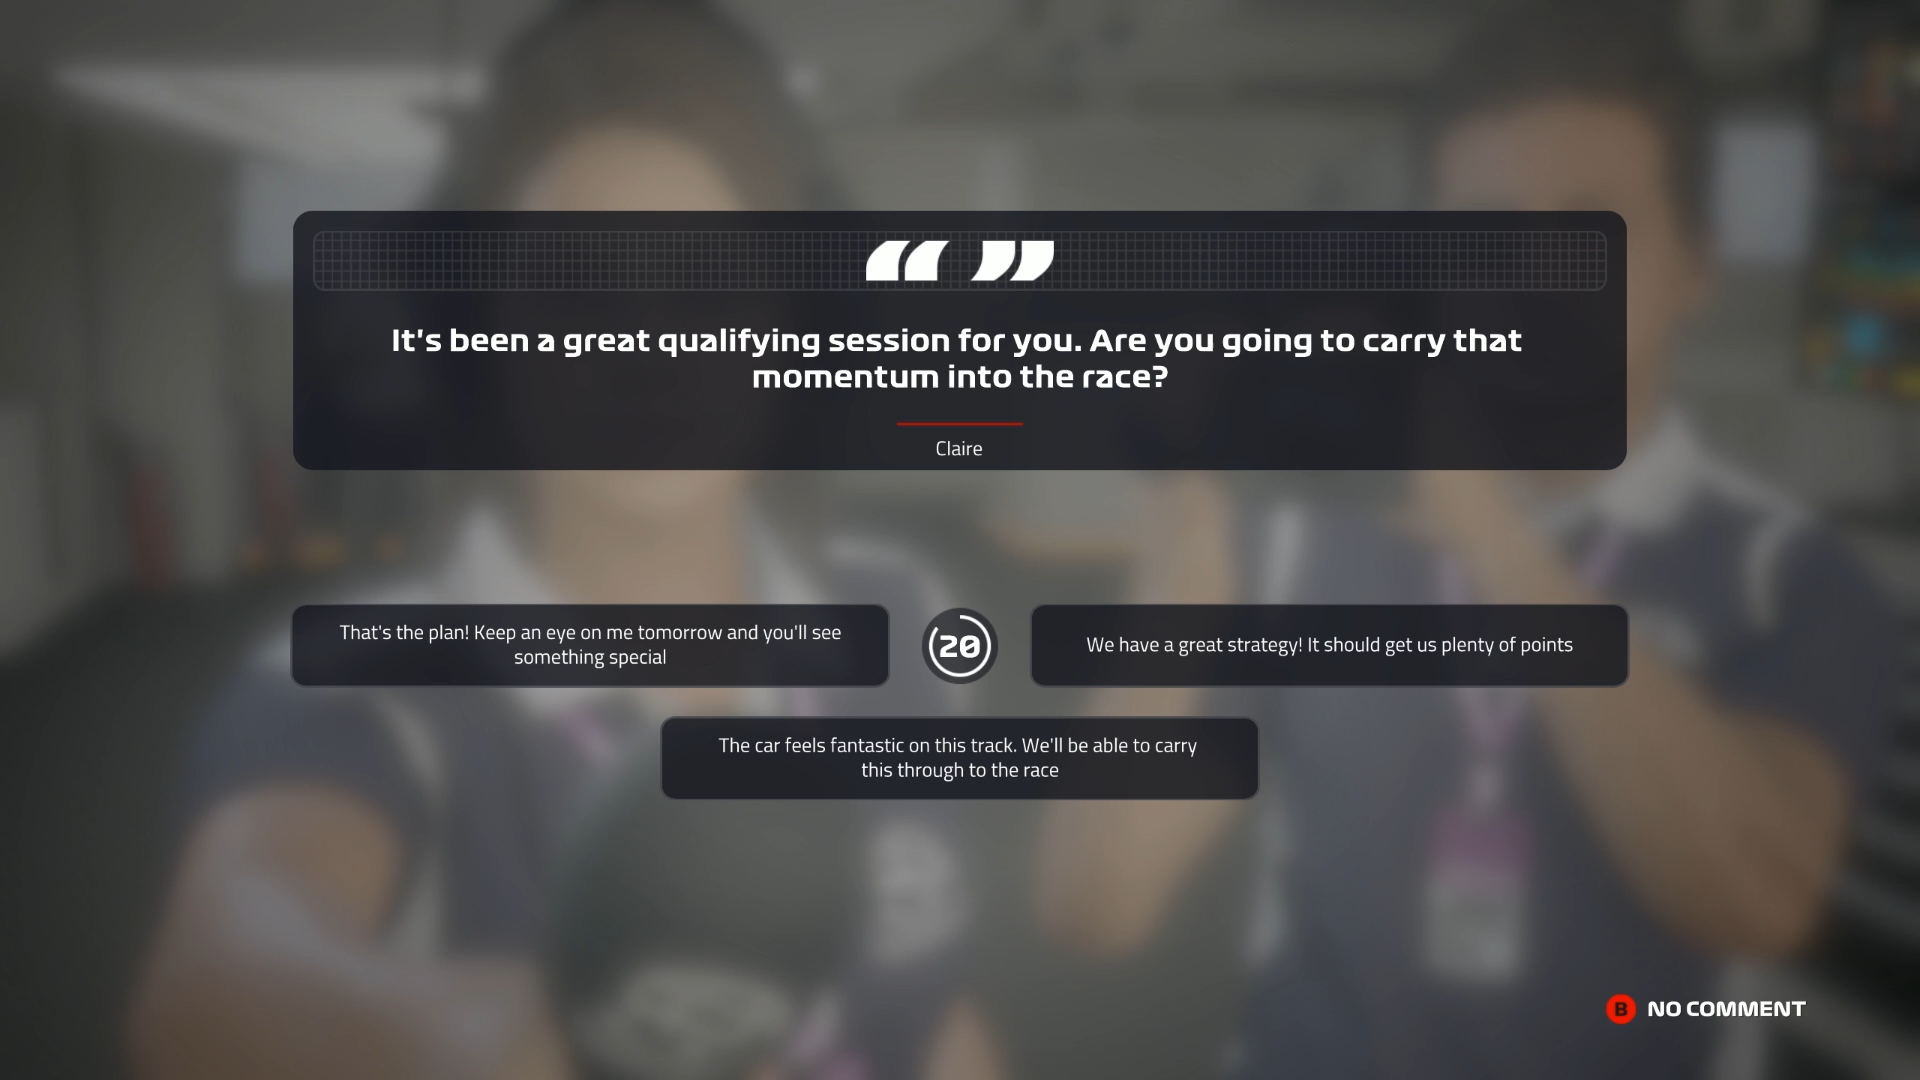 “ ”
It's been a great qualifying session for you. Are you going to carry that
momentum into the race?
Claire
That's the plan! Keep an eye on me tomorrow and you'll see
something special
20
We have a great strategy! It should get us plenty of points
The car feels fantastic on this track. We'll be able to carry
this through to the race
B NO COMMENT